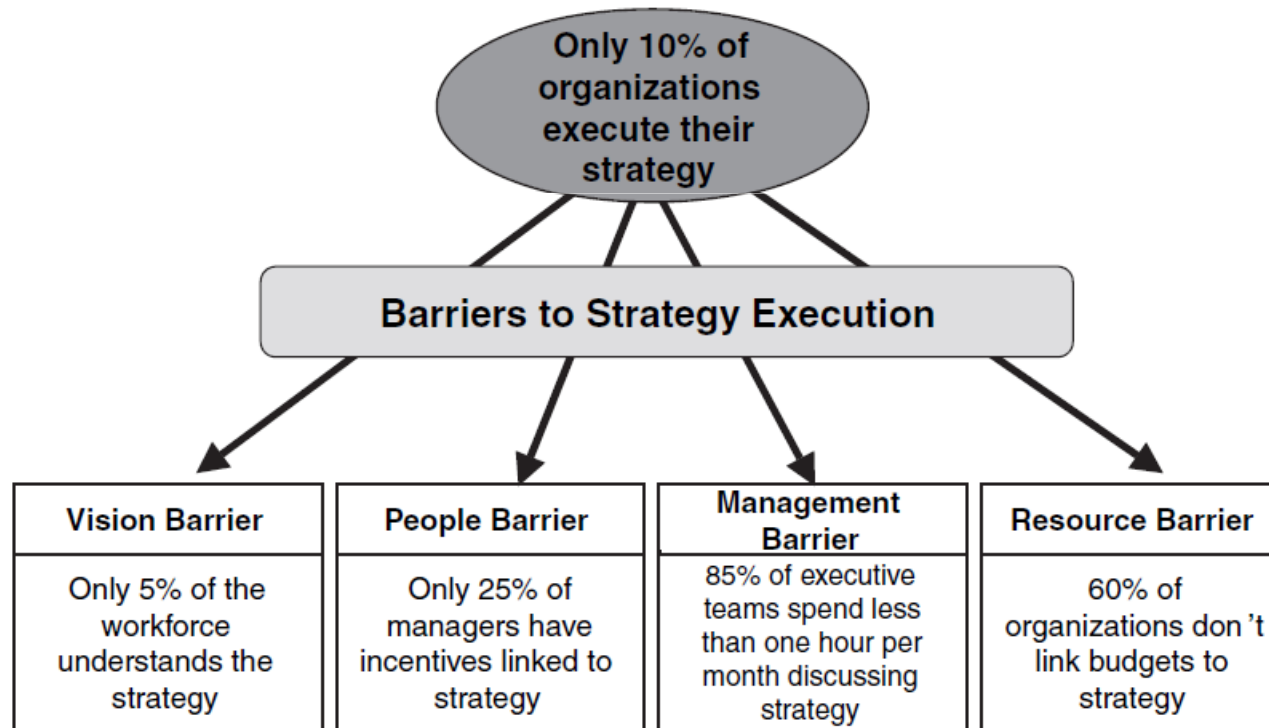 Only 10% of
organizations
execute their
strategy
Barriers to Strategy Execution
Vision Barrier
Only 5% of the
workforce
understands the
strategy
People Barrier
Only 25% of
managers have
incentives linked to
strategy
Management
Barrier
85% of executive
teams spend less
than one hour per
month discussing
strategy
Resource Barrier
60% of
organizations don’t
link budgets to
strategy